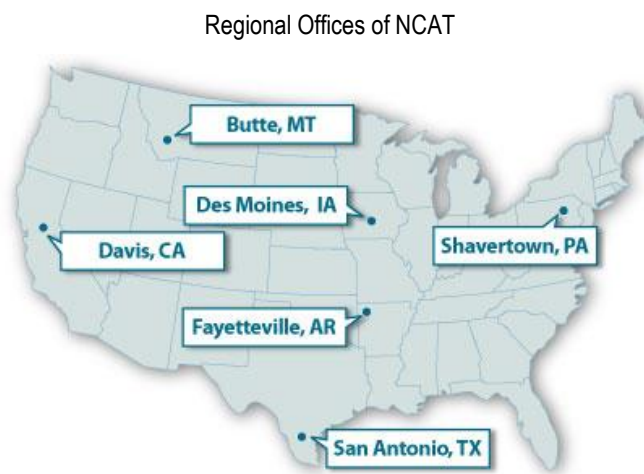 Regional Offices of NCAT
Butte, MT
Des Moines, IA
Davis, CA
Shavertown, PA
Fayetteville, AR
San Antonio, TX